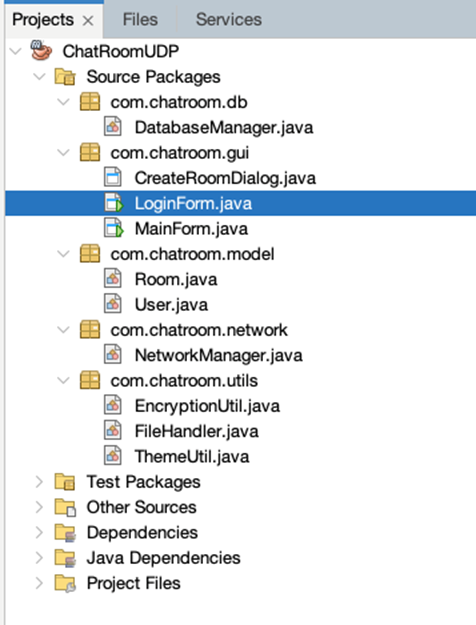 Projects Files Services
ChatRoomUDP
Source Packages
com.chatroom.db
DatabaseManager.java
com.chatroom.gui
CreateRoomDialog.java
LoginForm.java
MainForm.java
com.chatroom.model
Room.java
User.java
com.chatroom.network
NetworkManager.java
com.chatroom.utils
EncryptionUtil.java
FileHandler.java
ThemeUtil.java
Test Packages
Other Sources
Dependencies
Java Dependencies
Project Files